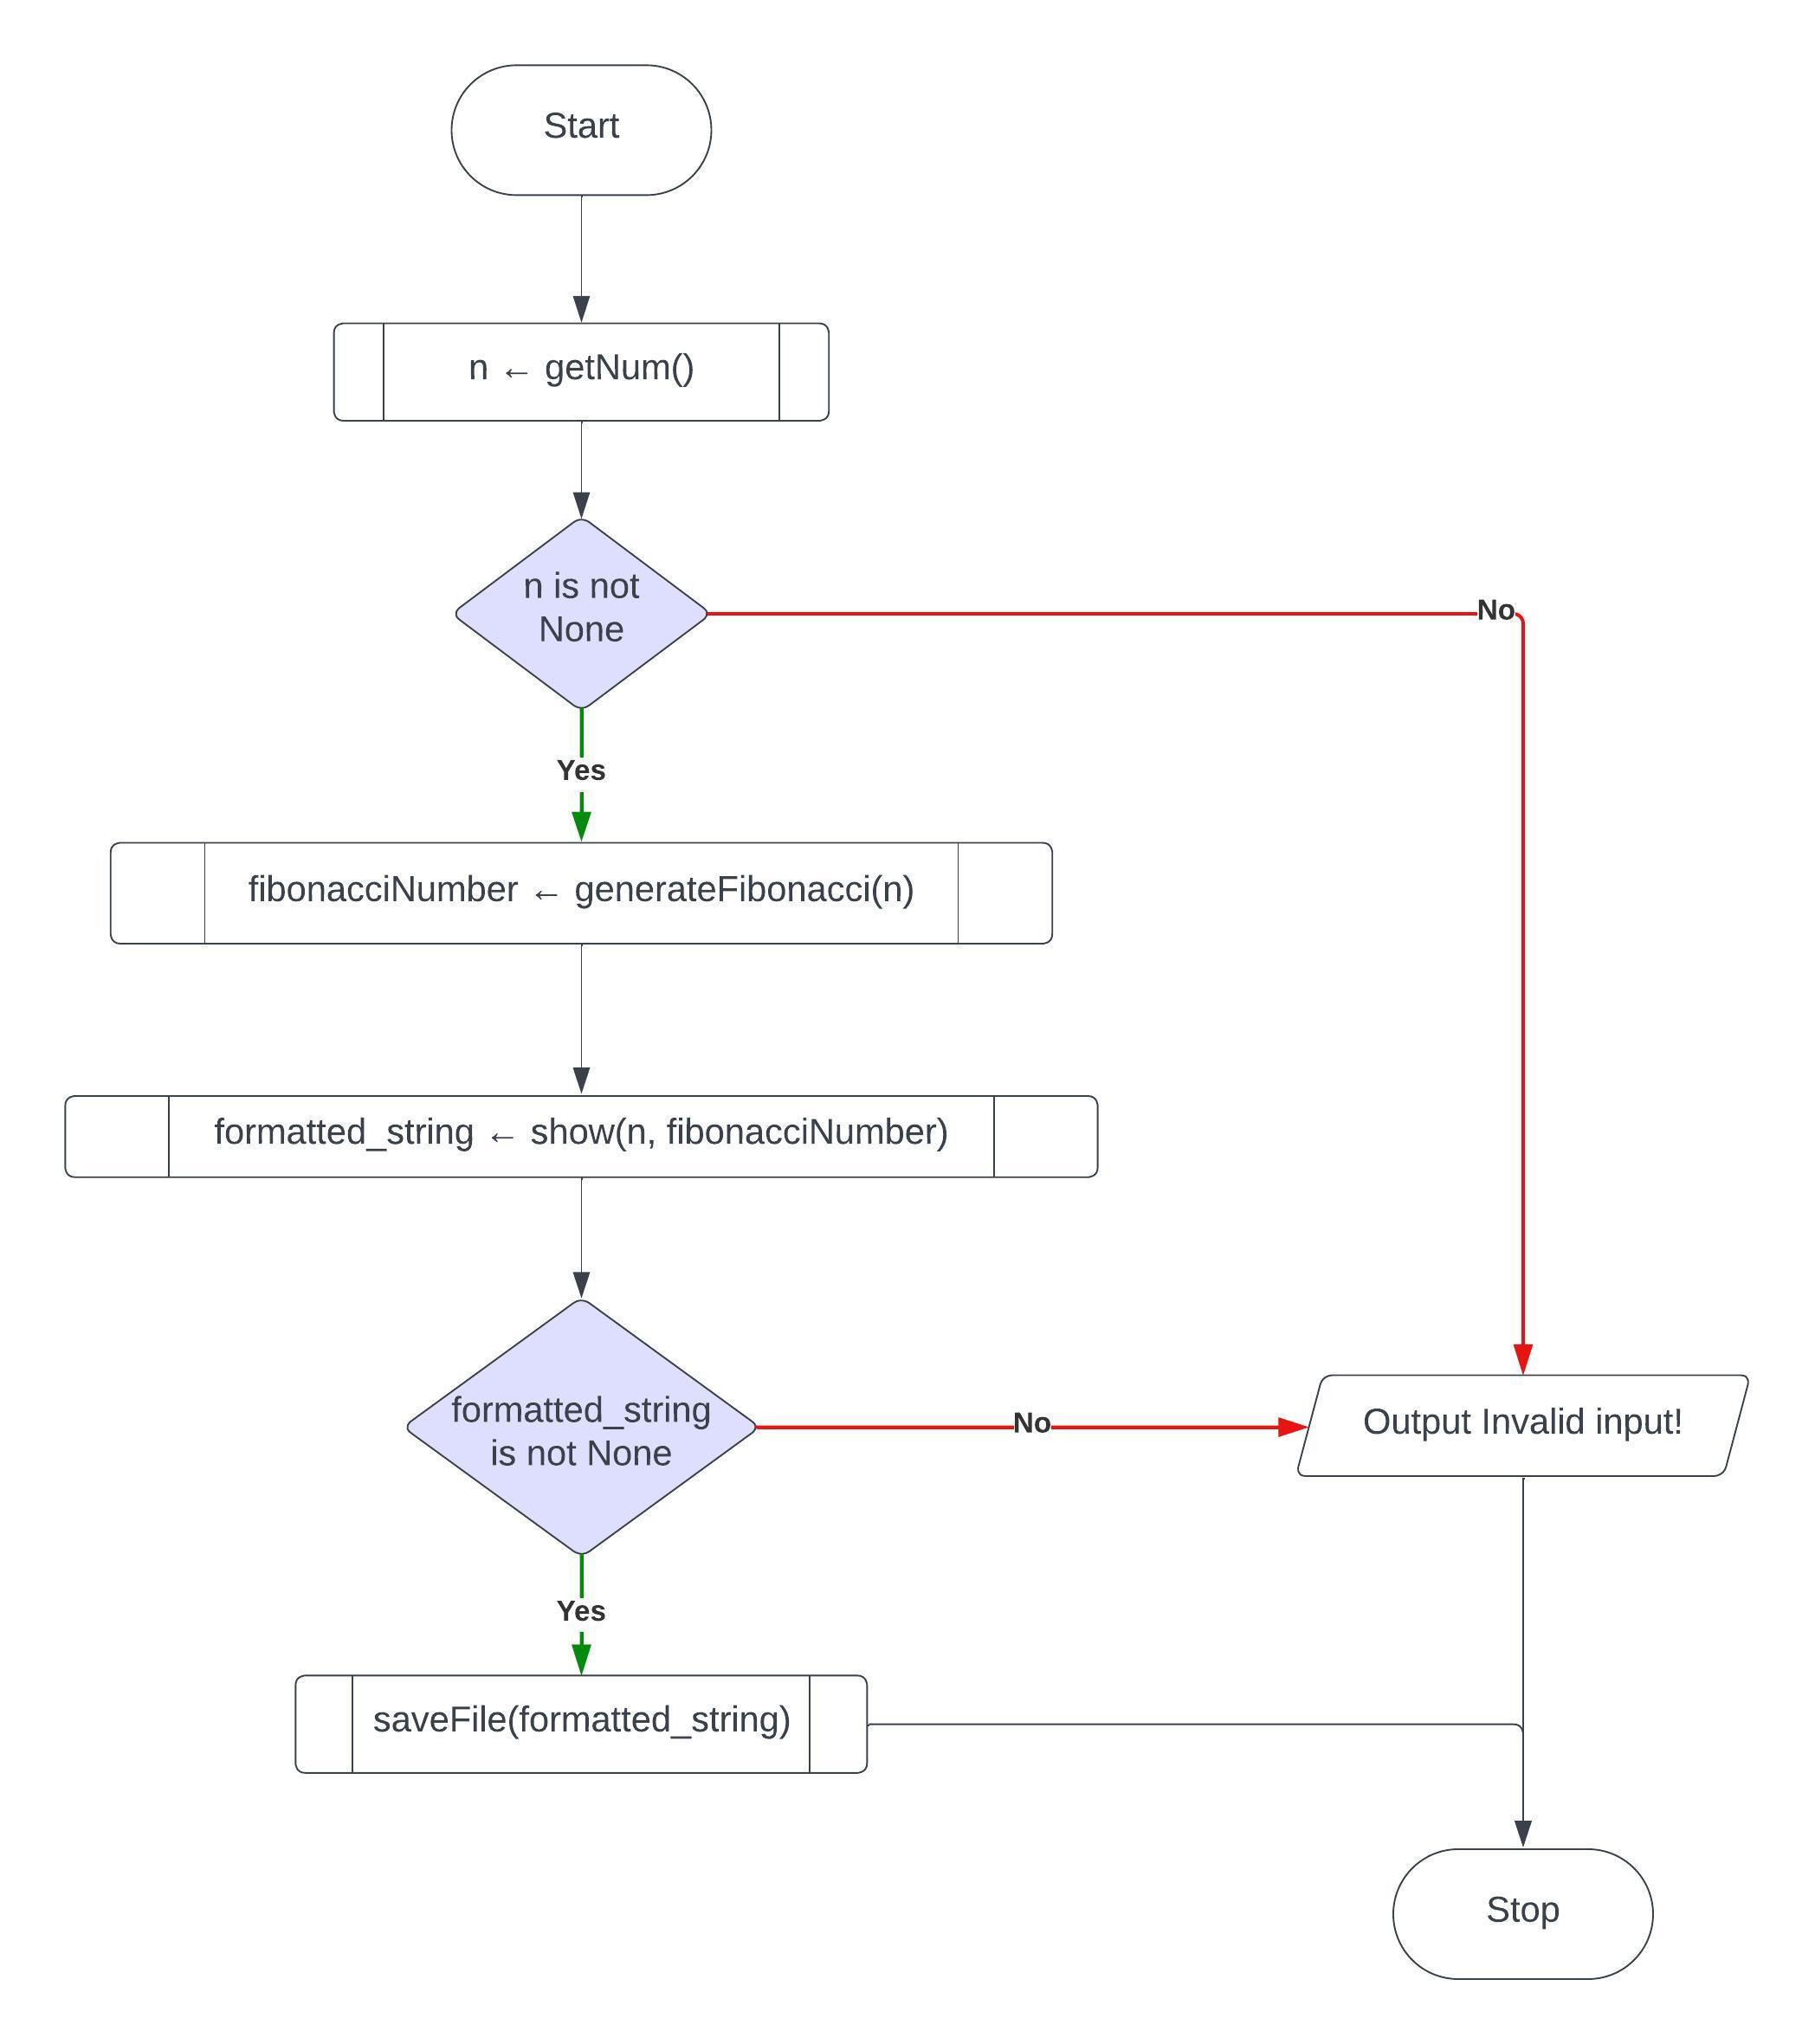 Start
n ← getNum()
n is not
None
No
Yes
fibonacciNumber ← generateFibonacci(n)
formatted_string ← show(n, fibonacciNumber)
formatted_string
is not None
No
Output Invalid input!
Yes
saveFile(formatted_string)
Stop